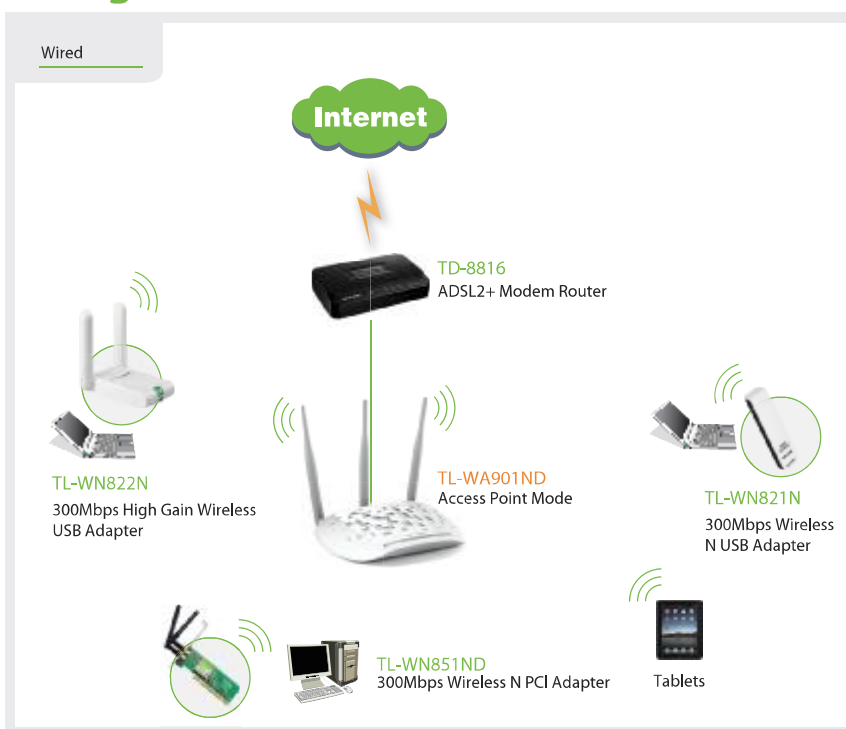 Wired
Internet
TD-8816
ADSL2+ Modem Router
TL-WN822N
300Mbps High Gain Wireless
USB Adapter
TL-WA901ND
Access Point Mode
TL-WN821N
300Mbps Wireless
N USB Adapter
TL-WN851ND
300Mbps Wireless N PCl Adapter
Tablets